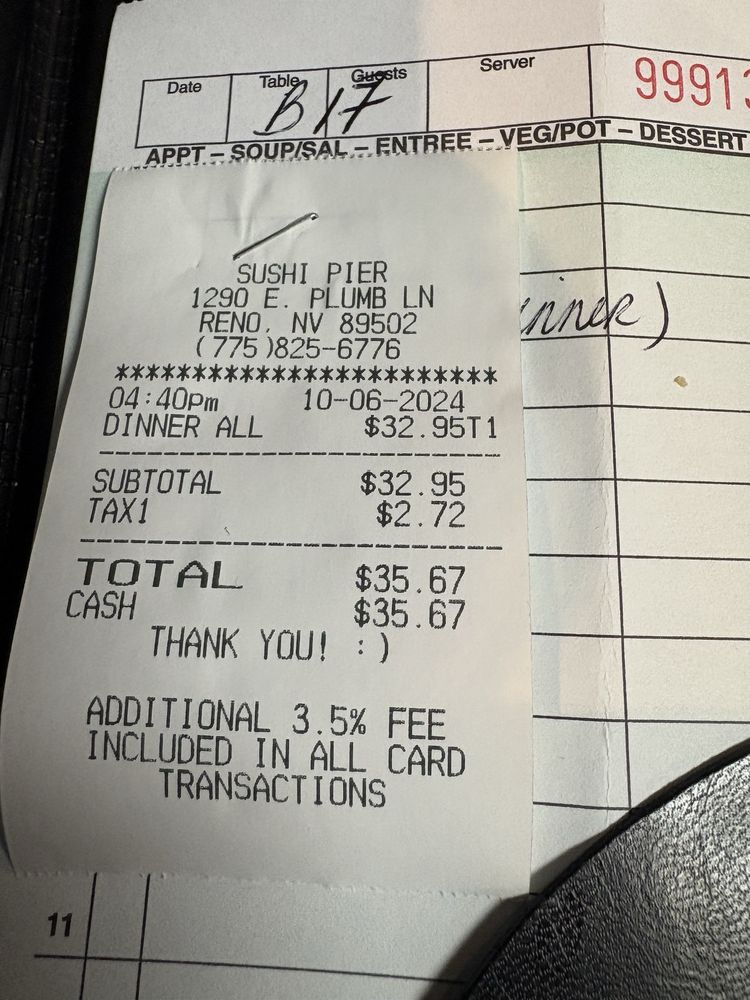 Date Table Guests Server
B17
APPT – SOUP/SAL – ENTREE – VEG/POT – DESSERT
SUSHI PIER
1290 E. PLUMB LN
RENO, NV 89502
(775)825-6776
************************
04:40pm 10-06-2024
DINNER ALL $32.95T1
SUBTOTAL $32.95
TAX1 $2.72
TOTAL $35.67
CASH $35.67
THANK YOU! :)
ADDITIONAL 3.5% FEE
INCLUDED IN ALL CARD
TRANSACTIONS
11